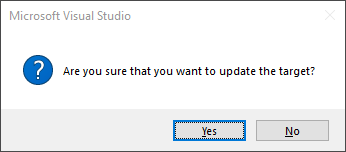 Microsoft Visual Studio
Are you sure that you want to update the target?
Yes
No